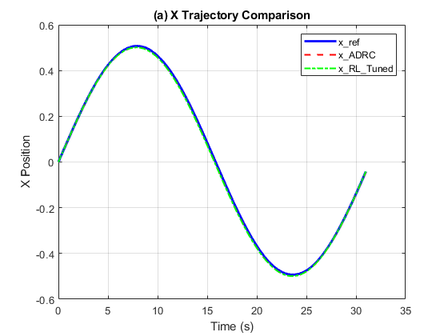 (a) X Trajectory Comparison
x_ref
x_ADRC
x_RL_Tuned
0.6
0.4
0.2
0
-0.2
-0.4
-0.6
X Position
0 5 10 15 20 25 30 35
Time (s)